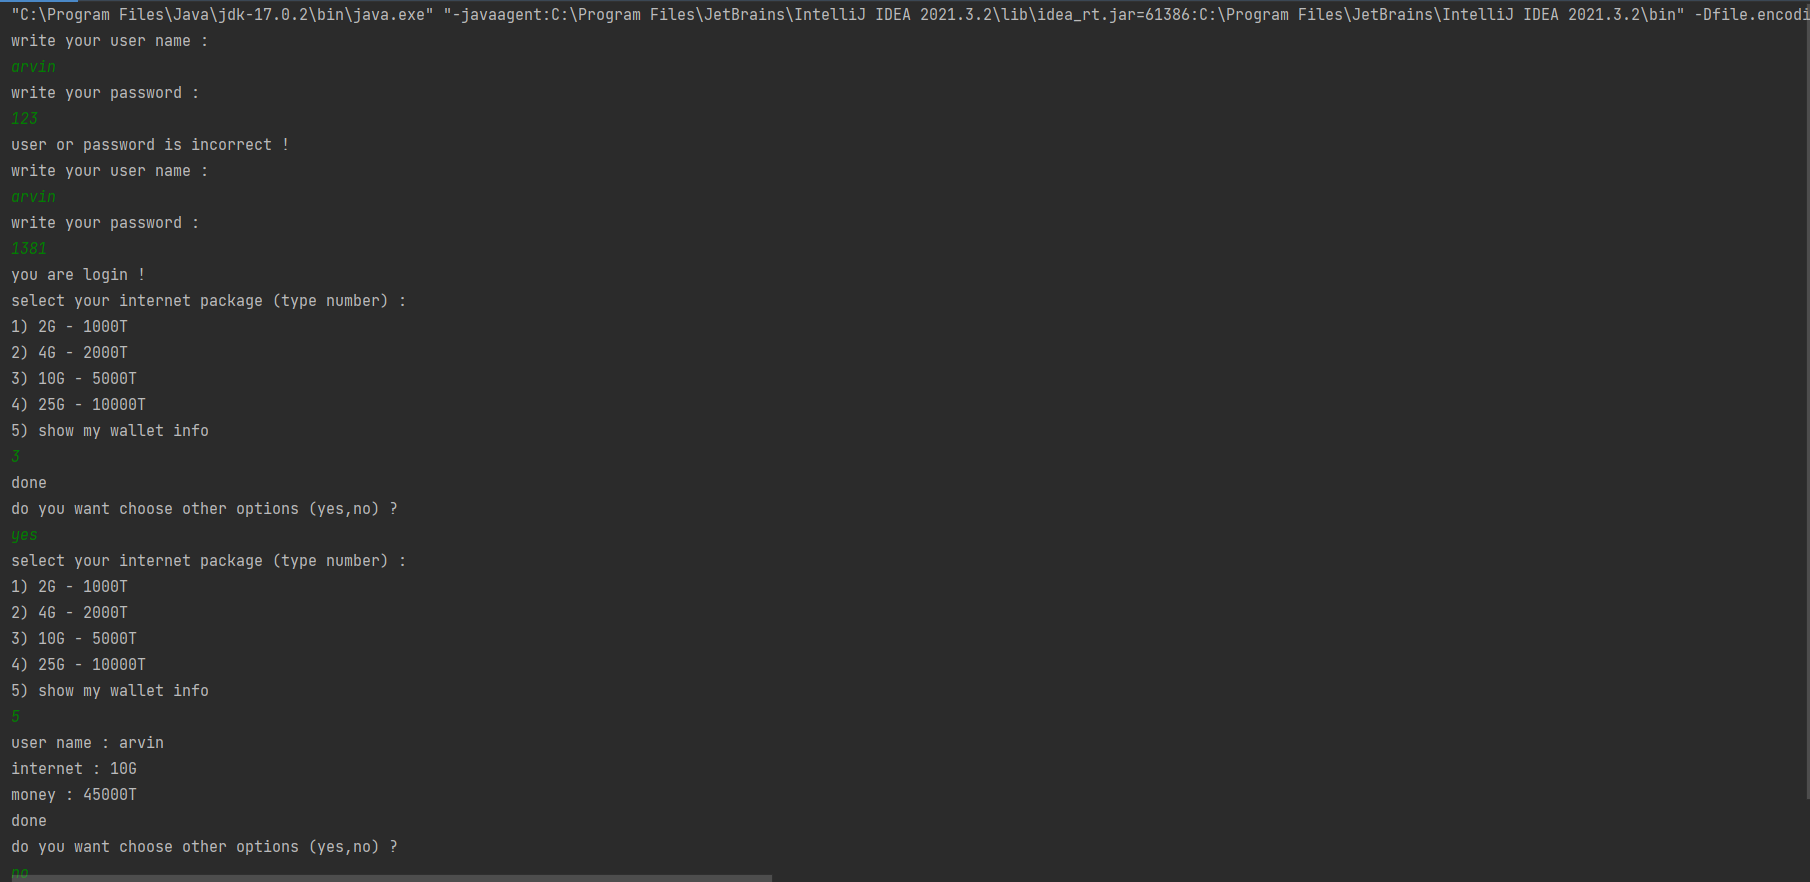 "C:\Program Files\Java\jdk-17.0.2\bin\java.exe" "-javaagent:C:\Program Files\JetBrains\IntelliJ IDEA 2021.3.2\lib\idea_rt.jar=61386:C:\Program Files\JetBrains\IntelliJ IDEA 2021.3.2\bin" -Dfile.encodi
write your user name :
arvin
write your password :
123
user or password is incorrect !
write your user name :
arvin
write your password :
1381
you are login !
select your internet package (type number) :
1) 2G - 1000T
2) 4G - 2000T
3) 10G - 5000T
4) 25G - 10000T
5) show my wallet info
3
done
do you want choose other options (yes,no) ?
yes
select your internet package (type number) :
1) 2G - 1000T
2) 4G - 2000T
3) 10G - 5000T
4) 25G - 10000T
5) show my wallet info
5
user name : arvin
internet : 10G
money : 45000T
done
do you want choose other options (yes,no) ?
no